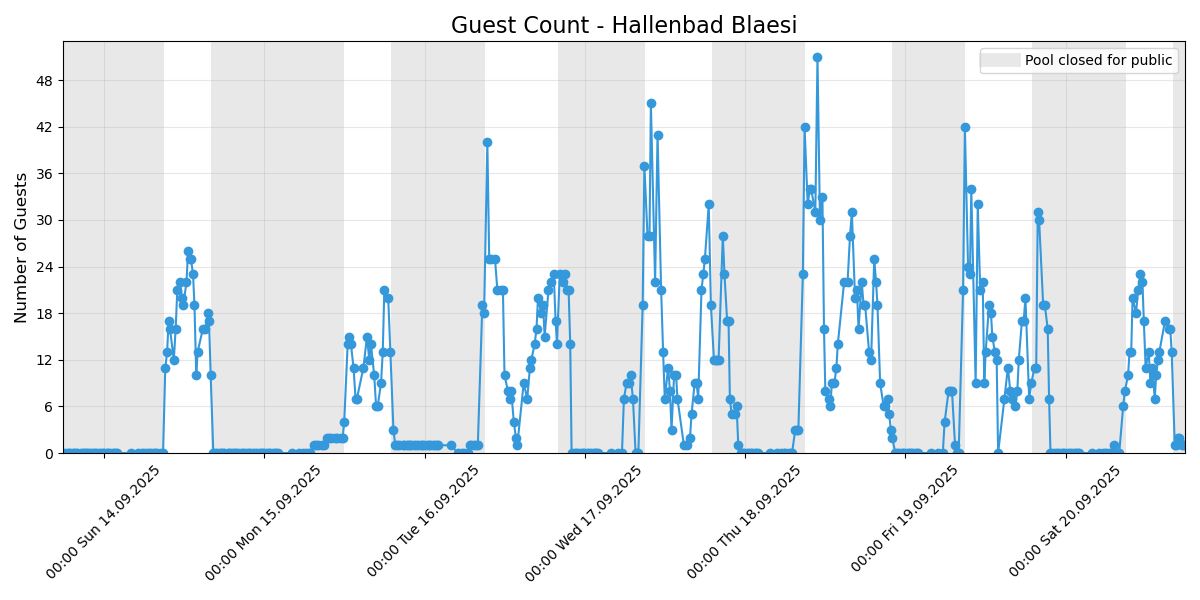 Guest Count - Hallenbad Blaesi
Pool closed for public
Number of Guests
48
42
36
30
24
18
12
6
0
00:00 Sun 14.09.2025
00:00 Mon 15.09.2025
00:00 Tue 16.09.2025
00:00 Wed 17.09.2025
00:00 Thu 18.09.2025
00:00 Fri 19.09.2025
00:00 Sat 20.09.2025